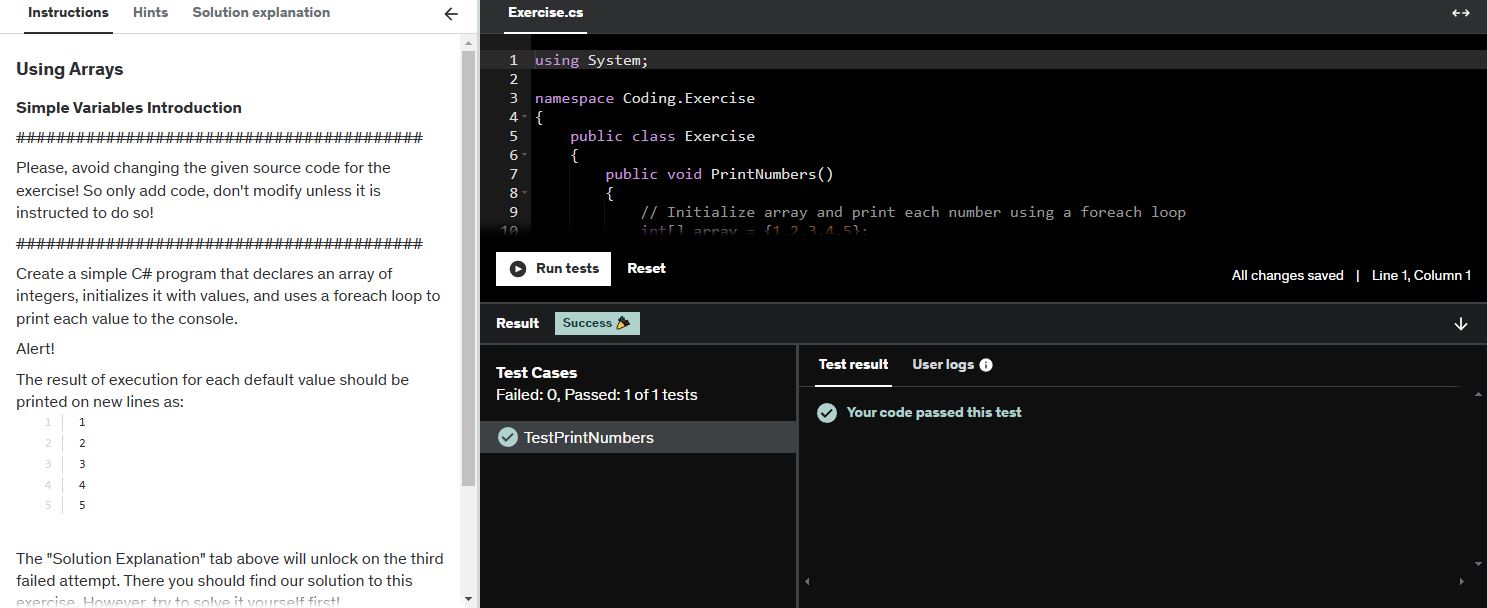 Instructions Hints Solution explanation
Using Arrays
Simple Variables Introduction
##########################################
Please, avoid changing the given source code for the
exercise! So only add code, don't modify unless it is
instructed to do so!
##########################################
Create a simple C# program that declares an array of
integers, initializes it with values, and uses a foreach loop to
print each value to the console.
Alert!
The result of execution for each default value should be
printed on new lines as:
1 1
2 2
3 3
4 4
5 5
The "Solution Explanation" tab above will unlock on the third
failed attempt. There you should find our solution to this
exercise. However, try to solve it yourself first!
Exercise.cs
1 using System;
2
3 namespace Coding.Exercise
4 {
5 public class Exercise
6 {
7 public void PrintNumbers()
8 {
9 // Initialize array and print each number using a foreach loop
10 int[] array = {1,2,3,4,5};
Run tests Reset
All changes saved | Line 1, Column 1
Result Success
Test Cases
Failed: 0, Passed: 1 of 1 tests
TestPrintNumbers
Test result User logs
Your code passed this test